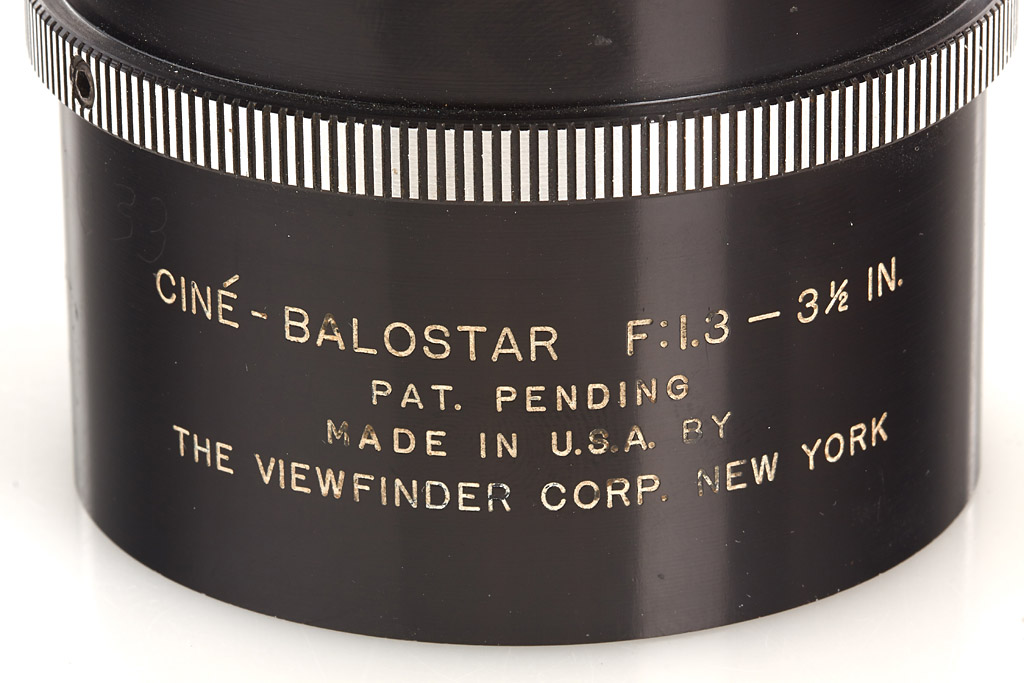 CINÉ-BALOSTAR F:1.3 — 3½ IN.
PAT. PENDING
MADE IN U.S.A. BY
THE VIEWFINDER CORP. NEW YORK